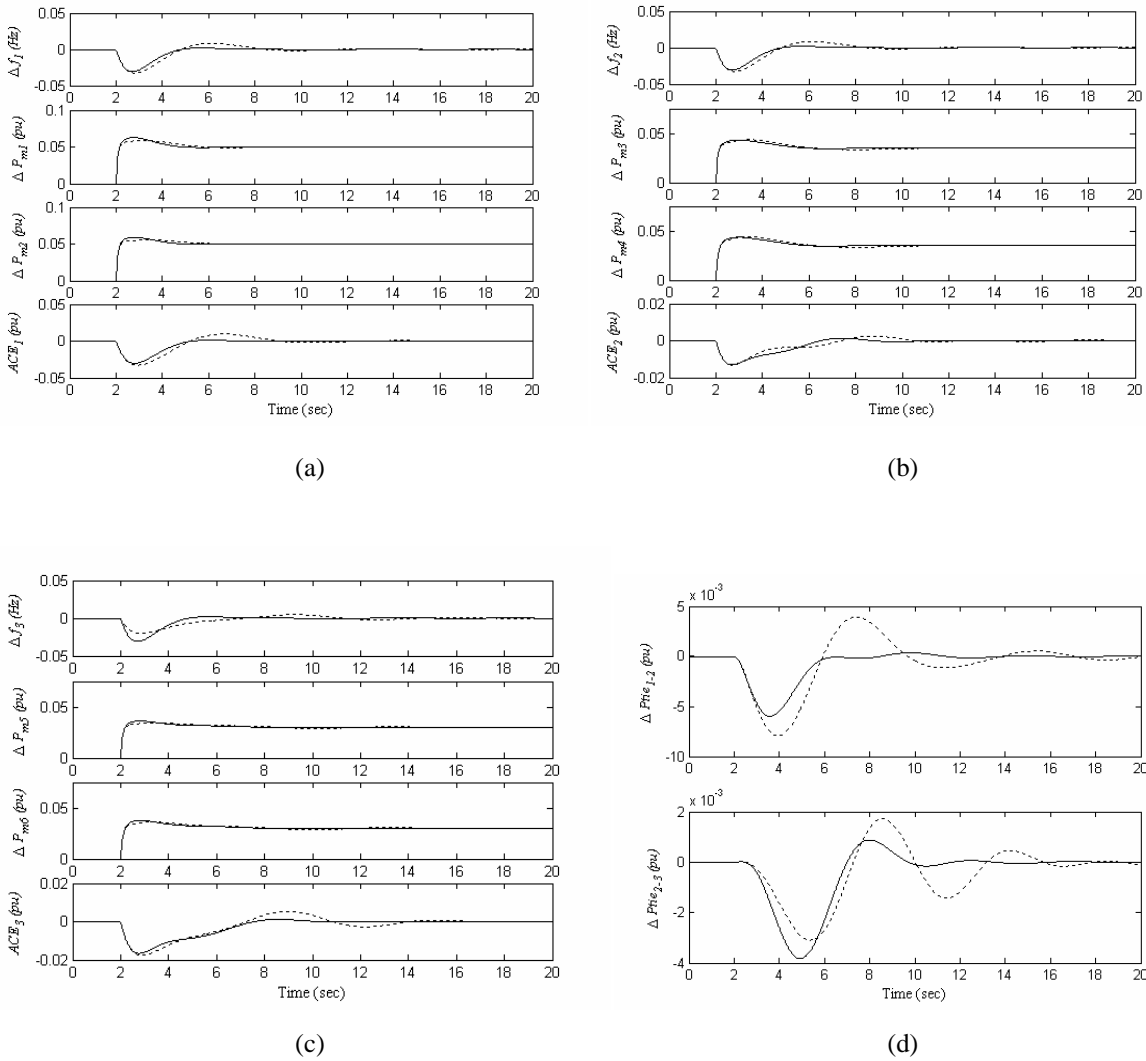 0.05
0
-0.05
Δ f1 (Hz)
0 2 4 6 8 10 12 14 16 18 20
0.1
0.05
0
Δ Pm1 (pu)
0 2 4 6 8 10 12 14 16 18 20
0.1
0.05
0
Δ Pm2 (pu)
0 2 4 6 8 10 12 14 16 18 20
0.05
0
-0.05
ACE1 (pu)
0 2 4 6 8 10 12 14 16 18 20
Time (sec)
(a)
0.05
0
-0.05
Δ f2 (Hz)
0 2 4 6 8 10 12 14 16 18 20
0.05
0
Δ Pm3 (pu)
0 2 4 6 8 10 12 14 16 18 20
0.05
0
Δ Pm4 (pu)
0 2 4 6 8 10 12 14 16 18 20
0.02
0
-0.02
ACE2 (pu)
0 2 4 6 8 10 12 14 16 18 20
Time (sec)
(b)
0.05
0
-0.05
Δ f3 (Hz)
0 2 4 6 8 10 12 14 16 18 20
0.05
0
Δ Pm5 (pu)
0 2 4 6 8 10 12 14 16 18 20
0.05
0
Δ Pm6 (pu)
0 2 4 6 8 10 12 14 16 18 20
0.02
0
-0.02
ACE3 (pu)
0 2 4 6 8 10 12 14 16 18 20
Time (sec)
(c)
x 10-3
5
0
-5
-10
Δ Ptie1-2 (pu)
0 2 4 6 8 10 12 14 16 18 20
x 10-3
2
0
-2
-4
Δ Ptie2-3 (pu)
0 2 4 6 8 10 12 14 16 18 20
Time (sec)
(d)